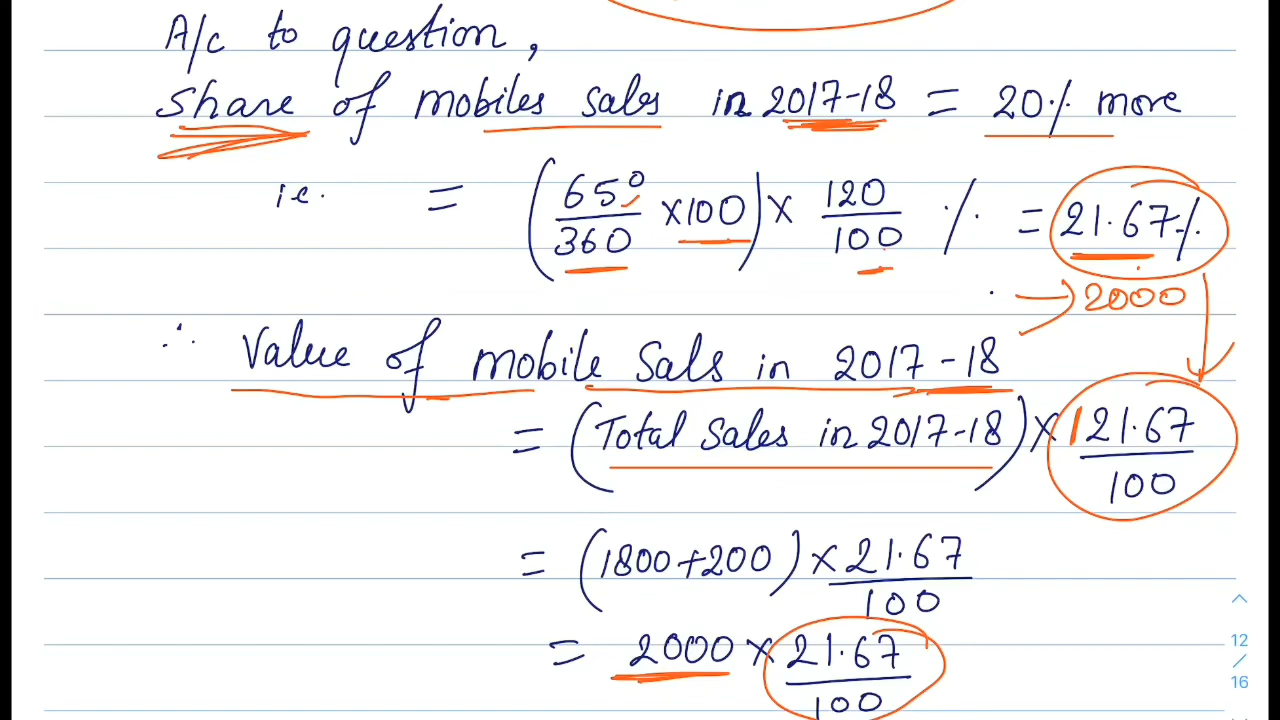 A/c to question,
Share of mobiles sales in 2017-18 = 20% more
i.e. = (65°/360 ×100) × 120/100 % = 21.67%
→ 2000
∴ Value of mobile Sals in 2017-18
= (Total Sales in 2017-18) × 21.67/100
= (1800+200) × 21.67/100
= 2000 × 21.67/100
12
/
16